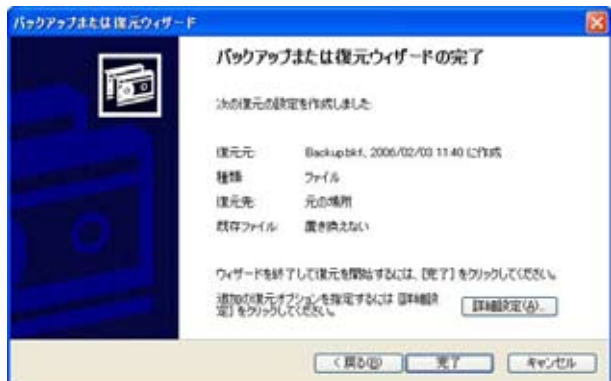 バックアップまたは復元ウィザード
バックアップまたは復元ウィザードの完了
次の復元の設定を作成しました:
復元元: Backup.bkf, 2006/02/03 11:40 に作成
種類: ファイル
復元先: 元の場所
既存ファイル: 置き換えない
ウィザードを終了して復元を開始するには、[完了] をクリックしてください。
追加の復元オプションを指定するには [詳細設
定] をクリックしてください。
詳細設定(A)...
< 戻る(B)
完了
キャンセル